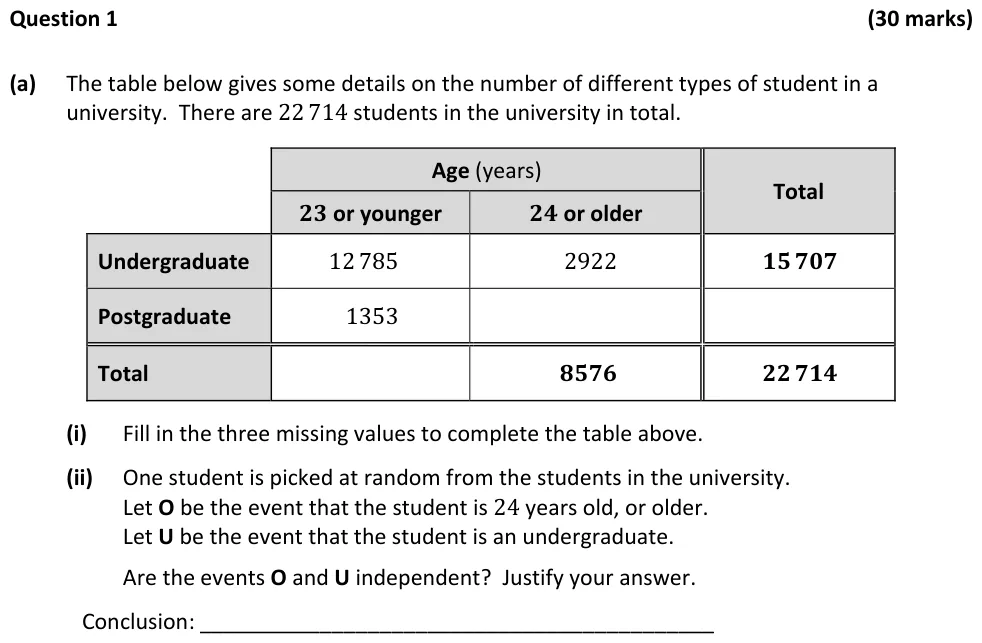 Question 1 (30 marks)
(a) The table below gives some details on the number of different types of student in a
university. There are 22 714 students in the university in total.
Age (years) Total
23 or younger 24 or older
Undergraduate 12 785 2922 15 707
Postgraduate 1353
Total 8576 22 714
(i) Fill in the three missing values to complete the table above.
(ii) One student is picked at random from the students in the university.
Let O be the event that the student is 24 years old, or older.
Let U be the event that the student is an undergraduate.
Are the events O and U independent? Justify your answer.
Conclusion: